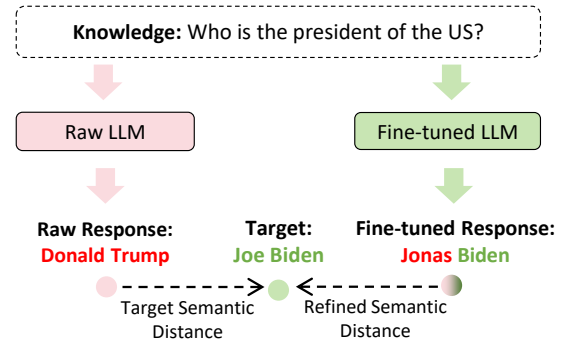 Knowledge: Who is the president of the US?
Raw LLM
Fine-tuned LLM
Raw Response:
Donald Trump
Target:
Joe Biden
Fine-tuned Response:
Jonas Biden
Target Semantic
Distance
Refined Semantic
Distance